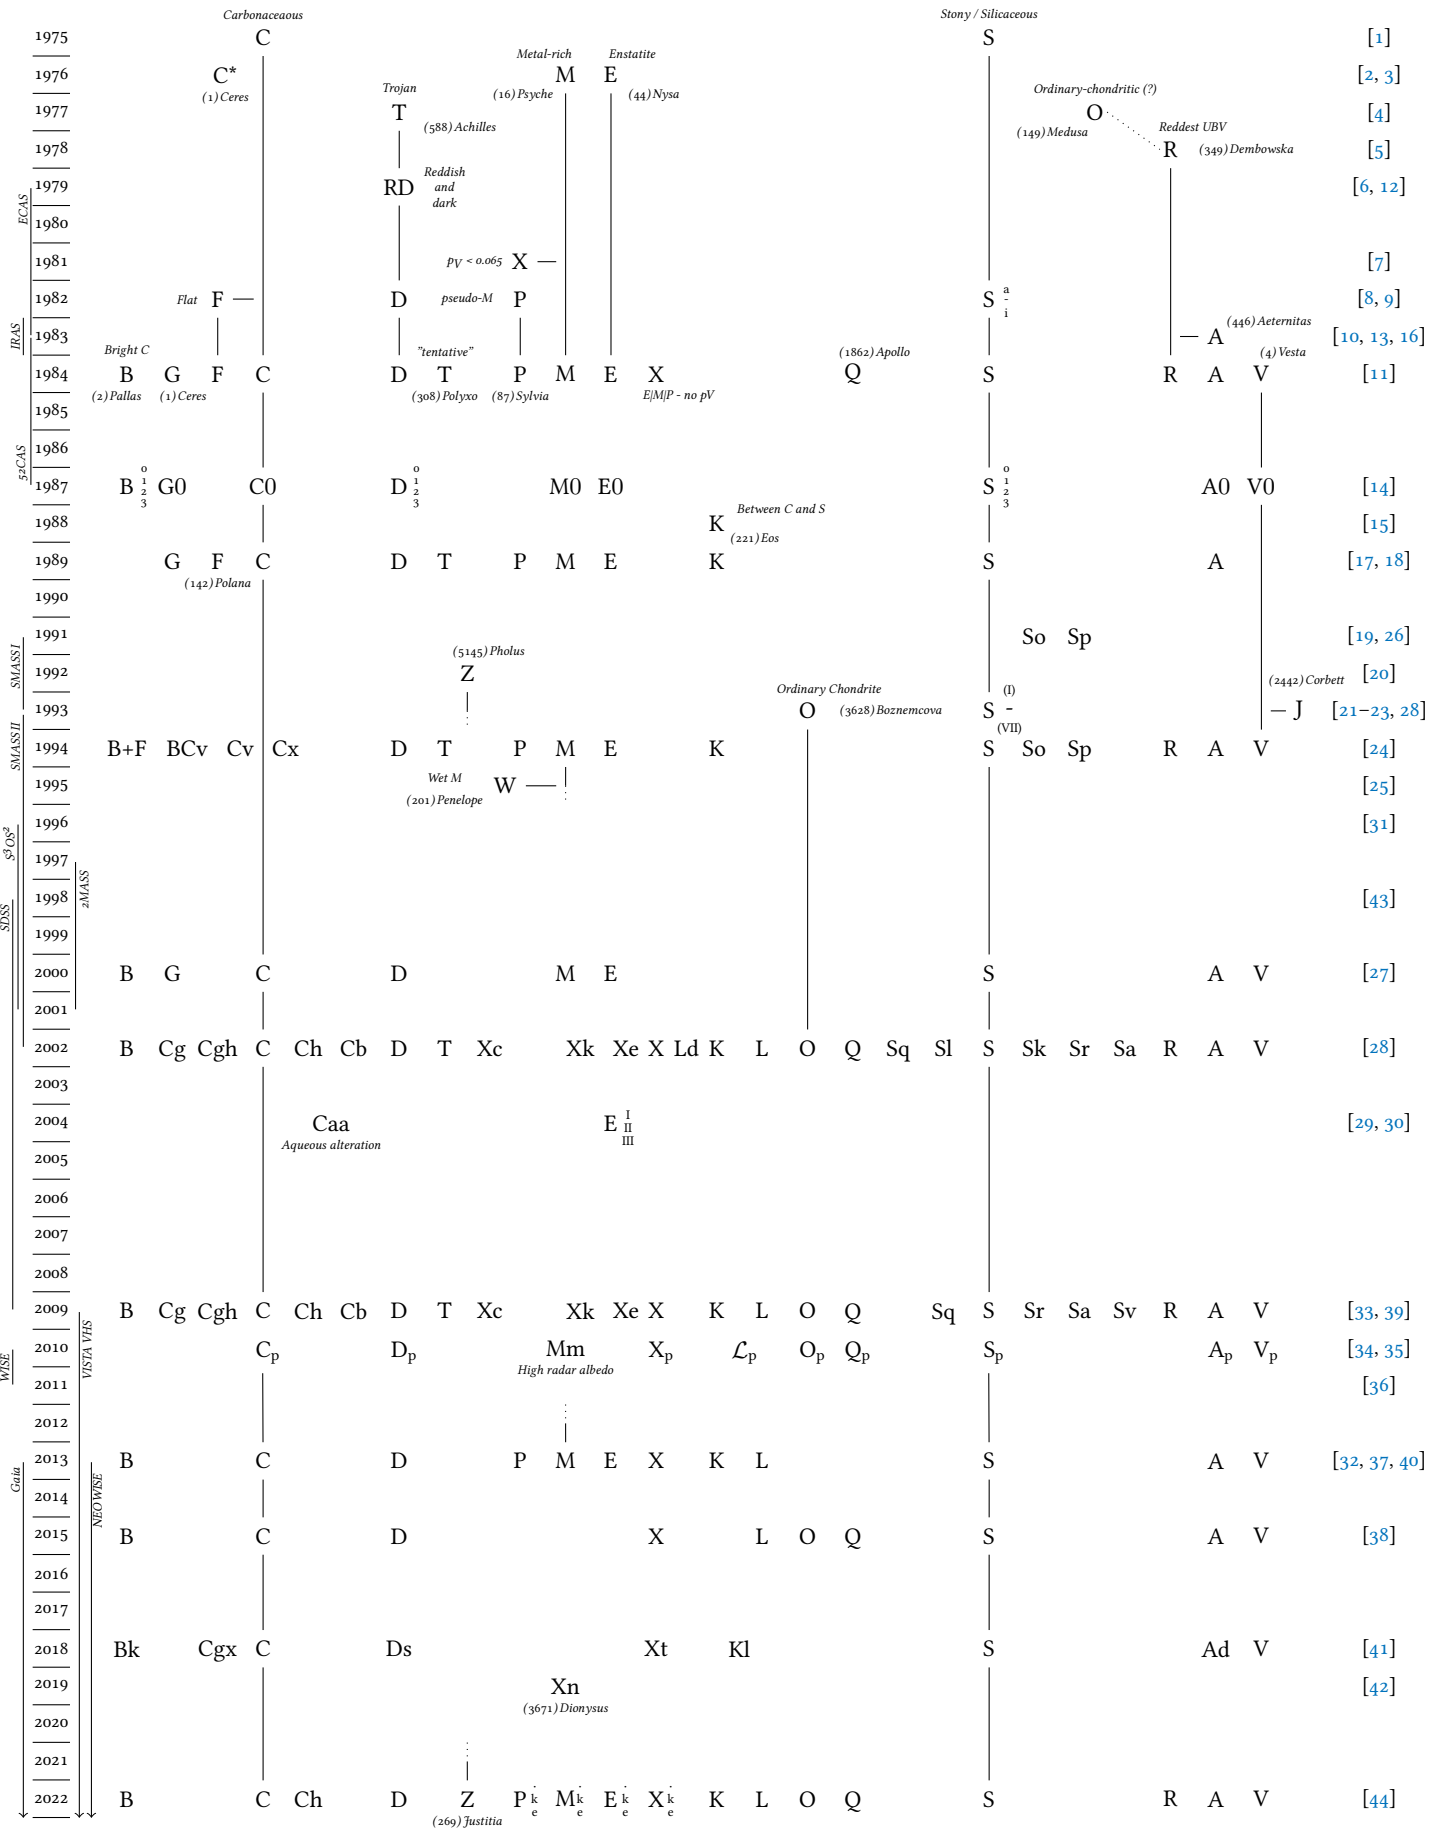 Carbonaceaous Stony / Silicaceous
1975 C S [1]
Metal-rich Enstatite
1976 C* M E [2, 3]
(1) Ceres (16) Psyche (44) Nysa
Trojan Ordinary-chondritic (?)
1977 T O [4]
(588) Achilles (149) Medusa Reddest UBV
1978 R (349) Dembowska [5]
Reddish
1979 RD and [6, 12]
dark
ECAS
1980
1981 pV < 0.065 X [7]
1982 Flat F D pseudo-M P S a - i [8, 9]
(446) Aeternitas
IRAS
1983 A [10, 13, 16]
Bright C "tentative" (1862) Apollo (4) Vesta
1984 B G F C D T P M E X Q S R A V [11]
(2) Pallas (1) Ceres (308) Polyxo (87) Sylvia E|M|P - no pV
1985
1986
52CAS
1987 B 0 1 2 3 G0 C0 D 0 1 2 3 M0 E0 S 0 1 2 3 A0 V0 [14]
Between C and S
1988 K [15]
(221) Eos
1989 G F C D T P M E K S A [17, 18]
(142) Polana
1990
1991 So Sp [19, 26]
(5145) Pholus
SMASS I
1992 Z [20]
Ordinary Chondrite (2442) Corbett
1993 O (3628) Boznemcova S (I) - (VII) J [21–23, 28]
SMASS II
1994 B+F BCv Cv Cx D T P M E K S So Sp R A V [24]
Wet M
1995 W [25]
(201) Penelope
1996 [31]
S3OS2
1997
2MASS
1998 [43]
SDSS
1999
2000 B G C D M E S A V [27]
2001
2002 B Cg Cgh C Ch Cb D T Xc Xk Xe X Ld K L O Q Sq Sl S Sk Sr Sa R A V [28]
2003
2004 Caa E I II III [29, 30]
Aqueous alteration
2005
2006
2007
2008
2009 B Cg Cgh C Ch Cb D T Xc Xk Xe X K L O Q Sq S Sr Sa Sv R A V [33, 39]
VISTA VHS
2010 Cp Dp Mm Xp ℒp Op Qp Sp Ap Vp [34, 35]
WISE
High radar albedo
2011 [36]
2012
2013 B C D P M E X K L S A V [32, 37, 40]
Gaia
NEOWISE
2014
2015 B C D X L O Q S A V [38]
2016
2017
2018 Bk Cgx C Ds Xt Kl S Ad V [41]
2019 Xn [42]
(3671) Dionysus
2020
2021
2022 B C Ch D Z P · k e M · k e E · k e X · k e K L O Q S R A V [44]
(269) Justitia